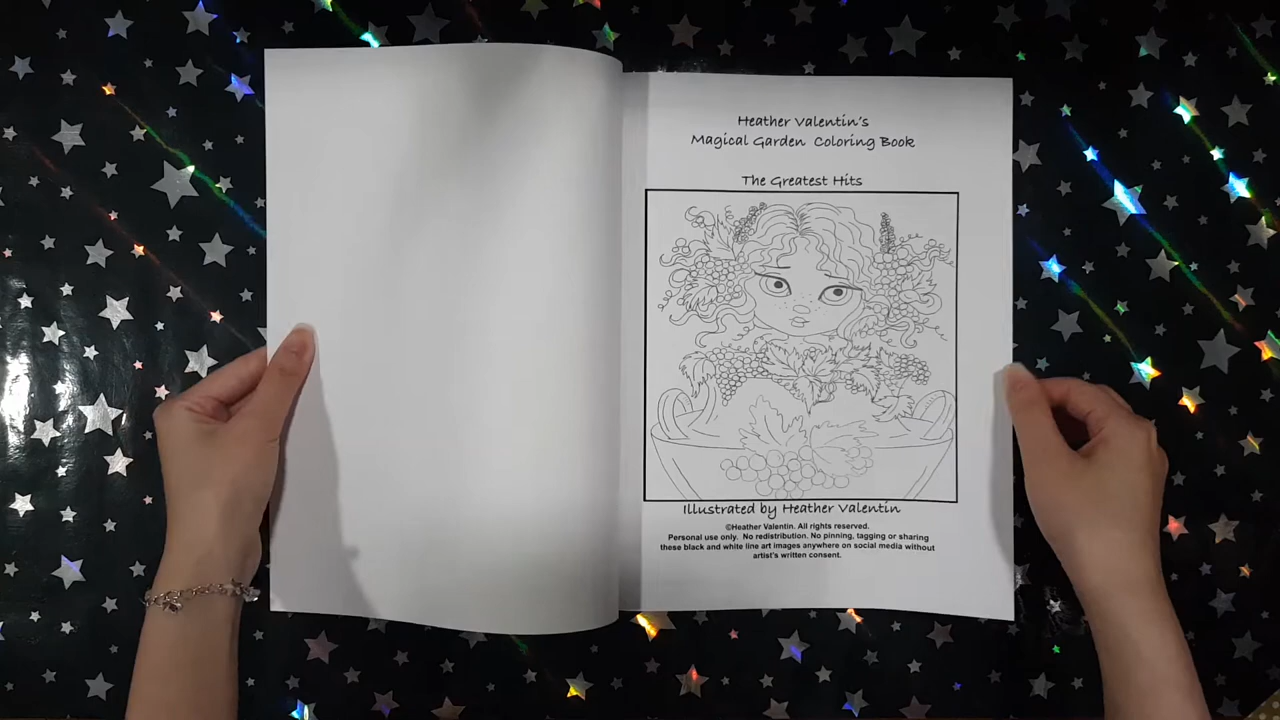 Heather Valentin's
Magical Garden Coloring Book
The Greatest Hits
Illustrated by Heather Valentin
©Heather Valentin. All rights reserved.
Personal use only. No redistribution. No pinning, tagging or sharing
these black and white line art images anywhere on social media without
artist's written consent.